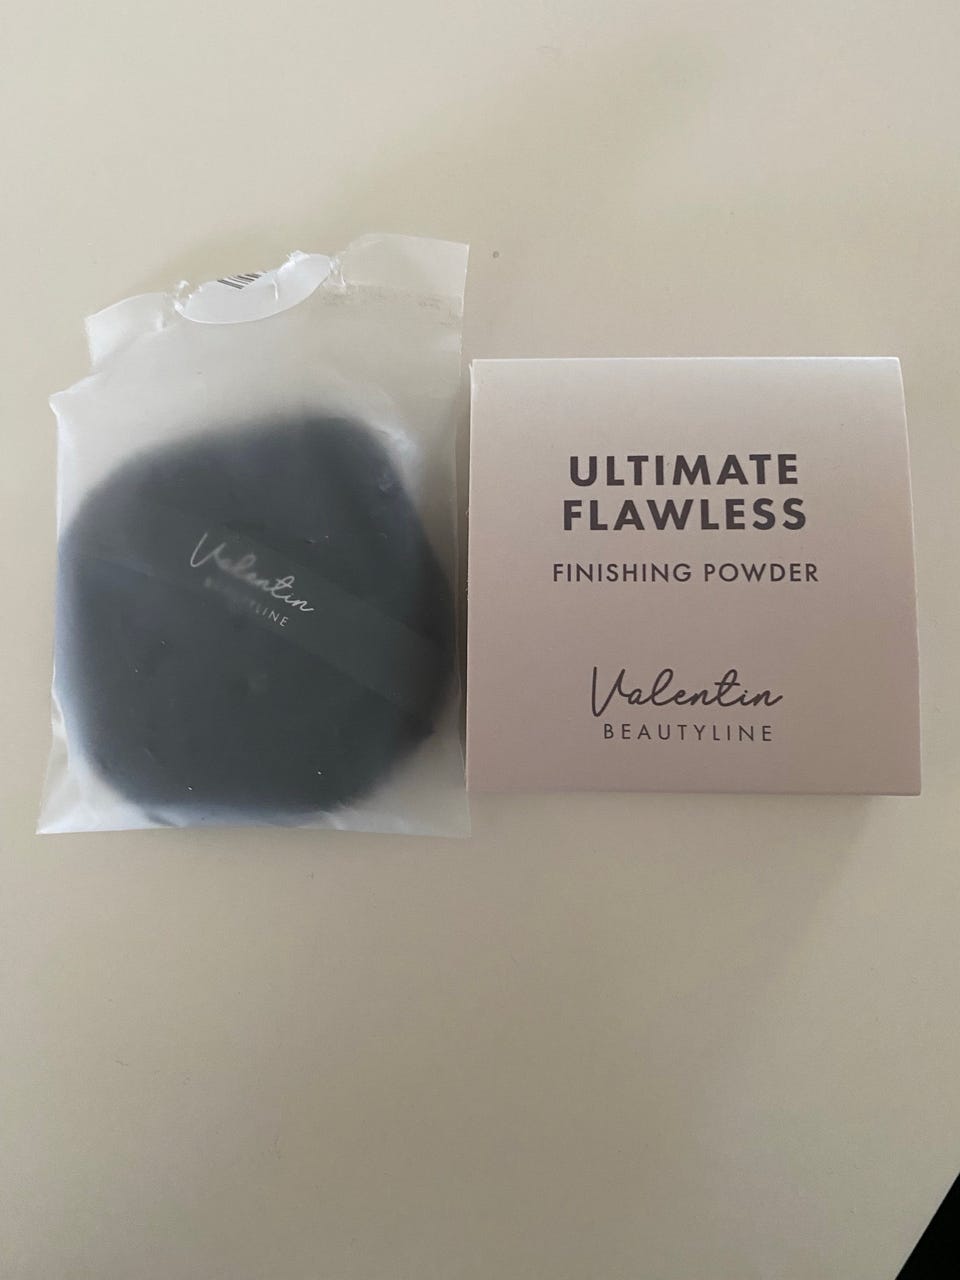 Valentin
BEAUTYLINE
ULTIMATE
FLAWLESS
FINISHING POWDER
Valentin
BEAUTYLINE